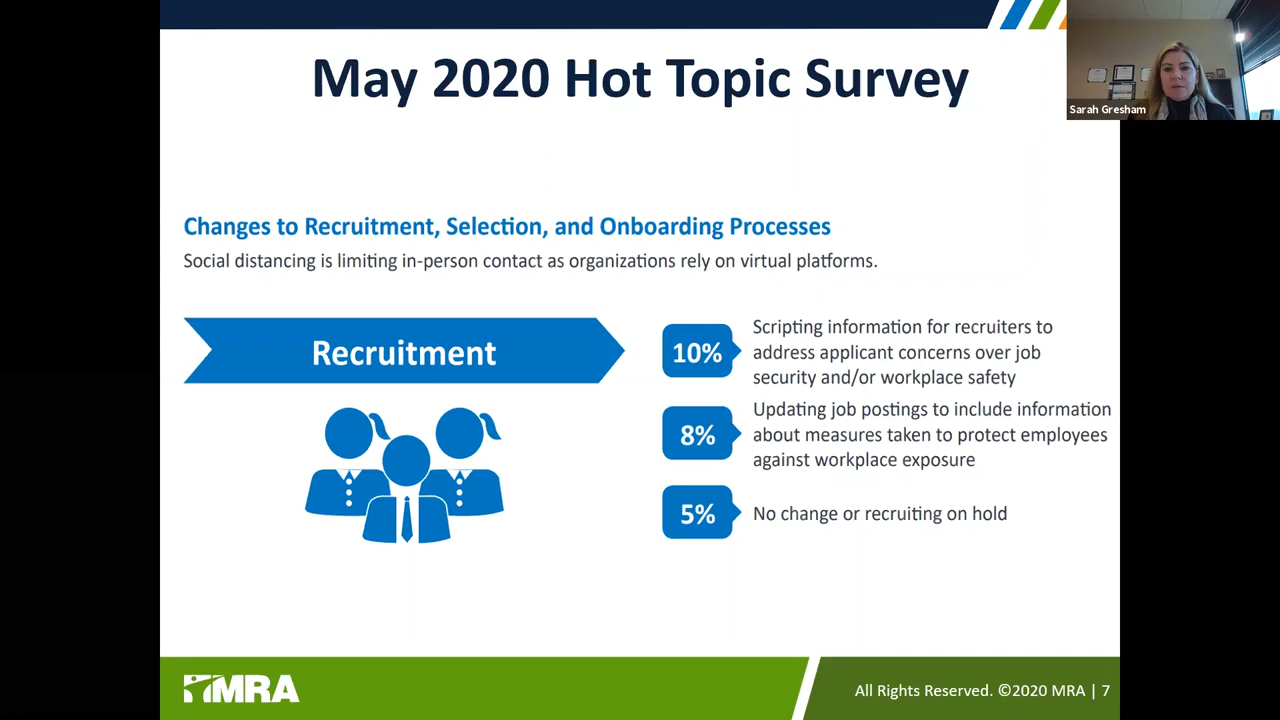 May 2020 Hot Topic Survey
Sarah Gresham
Changes to Recruitment, Selection, and Onboarding Processes
Social distancing is limiting in-person contact as organizations rely on virtual platforms.
Recruitment
10%
Scripting information for recruiters to
address applicant concerns over job
security and/or workplace safety
8%
Updating job postings to include information
about measures taken to protect employees
against workplace exposure
5%
No change or recruiting on hold
MRA
All Rights Reserved. ©2020 MRA | 7